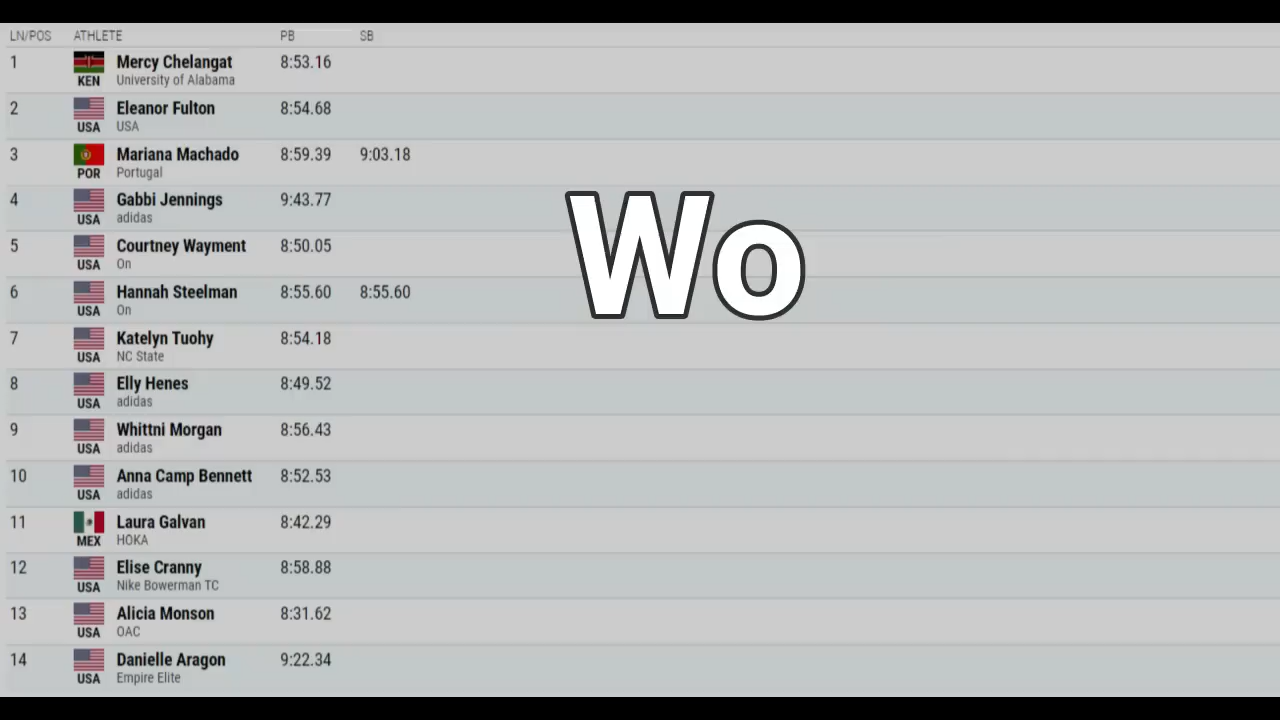 LN/POS ATHLETE PB SB
1 Mercy Chelangat 8:53.16
KEN University of Alabama
2 Eleanor Fulton 8:54.68
USA USA
3 Mariana Machado 8:59.39 9:03.18
POR Portugal
4 Gabbi Jennings 9:43.77
USA adidas
Wo
5 Courtney Wayment 8:50.05
USA On
6 Hannah Steelman 8:55.60 8:55.60
USA On
7 Katelyn Tuohy 8:54.18
USA NC State
8 Elly Henes 8:49.52
USA adidas
9 Whittni Morgan 8:56.43
USA adidas
10 Anna Camp Bennett 8:52.53
USA adidas
11 Laura Galvan 8:42.29
MEX HOKA
12 Elise Cranny 8:58.88
USA Nike Bowerman TC
13 Alicia Monson 8:31.62
USA OAC
14 Danielle Aragon 9:22.34
USA Empire Elite